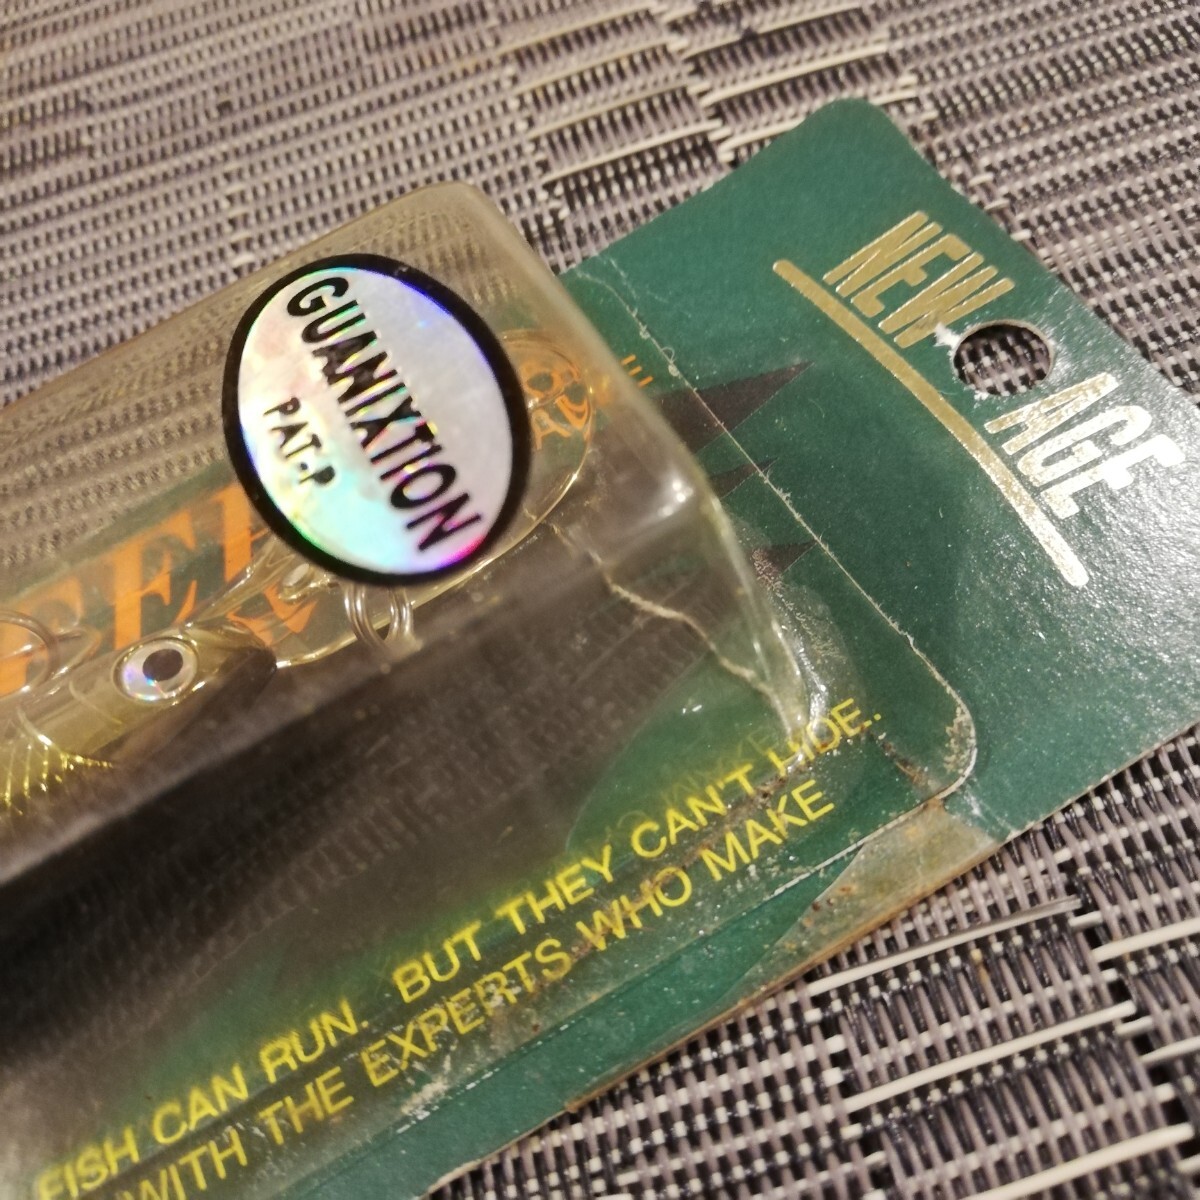 NEW AGE
GUANIXTION
PAT-P
FISH CAN RUN. BUT THEY CAN'T HIDE.
WITH THE EXPERTS WHO MAKE